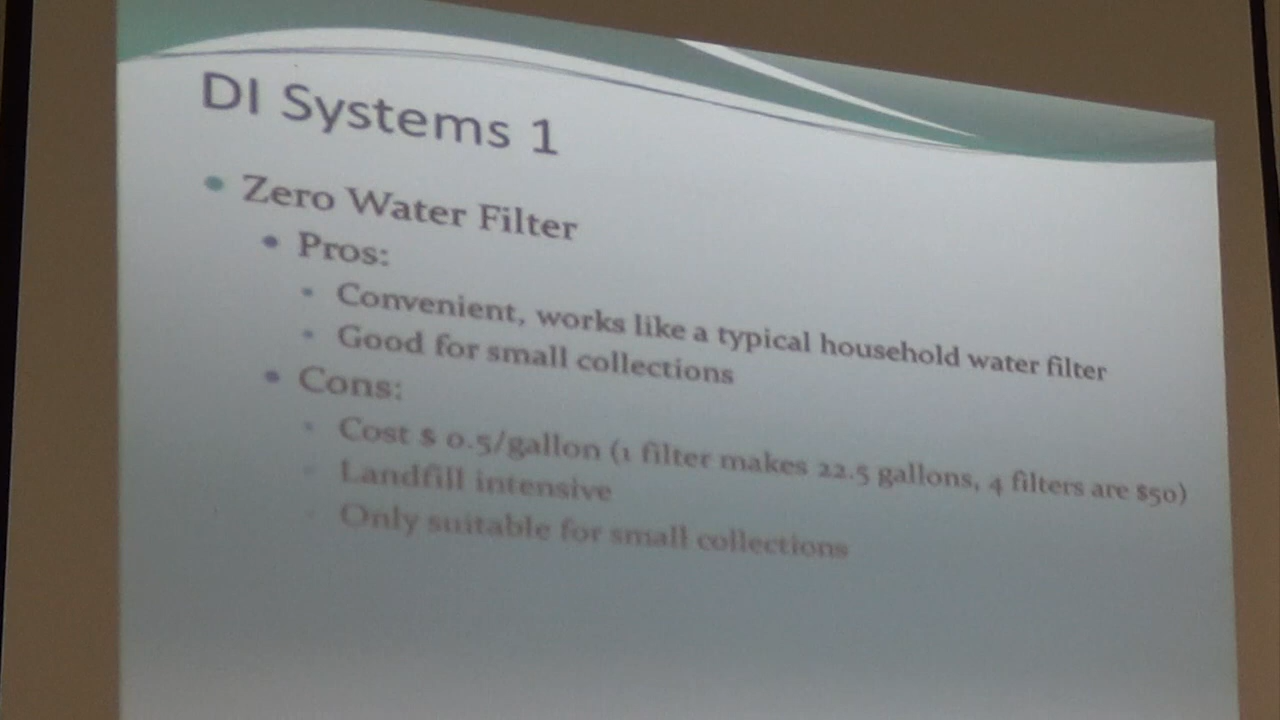 DI Systems 1
Zero Water Filter
Pros:
Convenient, works like a typical household water filter
Good for small collections
Cons:
Cost $ 0.5/gallon (1 filter makes 22.5 gallons, 4 filters are $50)
Landfill intensive
Only suitable for small collections